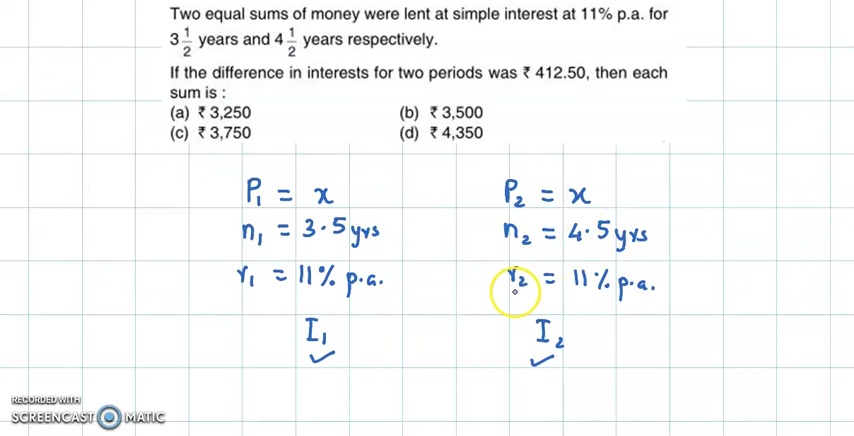 Two equal sums of money were lent at simple interest at 11% p.a. for
3 1/2 years and 4 1/2 years respectively.
If the difference in interests for two periods was ₹ 412.50, then each
sum is :
(a) ₹ 3,250 (b) ₹ 3,500
(c) ₹ 3,750 (d) ₹ 4,350
P₁ = x P₂ = x
n₁ = 3.5 yrs n₂ = 4.5 yrs
r₁ = 11% p.a. r₂ = 11% p.a.
I₁ I₂
RECORDED WITH
SCREENCAST MATIC